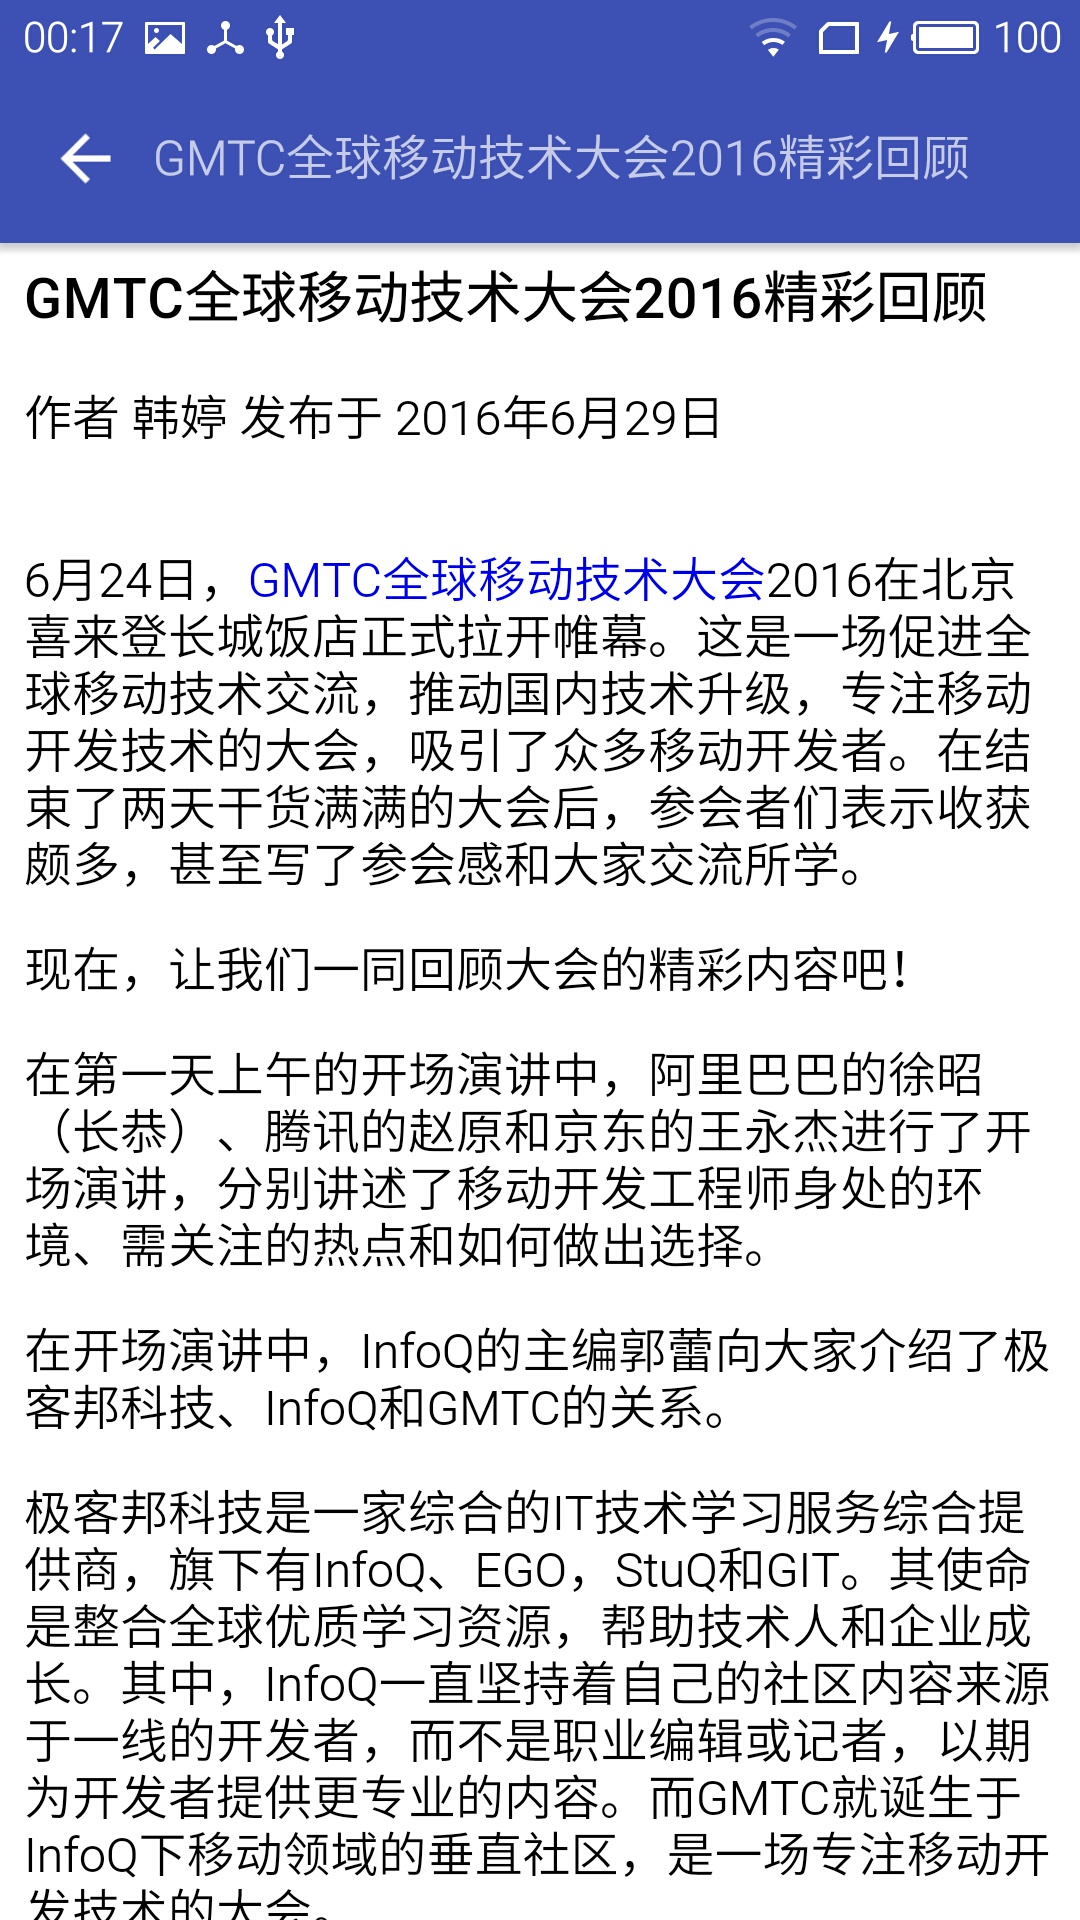 00:17
100
GMTC全球移动技术大会2016精彩回顾
GMTC全球移动技术大会2016精彩回顾
作者 韩婷 发布于 2016年6月29日
6月24日，GMTC全球移动技术大会2016在北京
喜来登长城饭店正式拉开帷幕。这是一场促进全
球移动技术交流，推动国内技术升级，专注移动
开发技术的大会，吸引了众多移动开发者。在结
束了两天干货满满的大会后，参会者们表示收获
颇多，甚至写了参会感和大家交流所学。
现在，让我们一同回顾大会的精彩内容吧！
在第一天上午的开场演讲中，阿里巴巴的徐昭
（长恭）、腾讯的赵原和京东的王永杰进行了开
场演讲，分别讲述了移动开发工程师身处的环
境、需关注的热点和如何做出选择。
在开场演讲中，InfoQ的主编郭蕾向大家介绍了极
客邦科技、InfoQ和GMTC的关系。
极客邦科技是一家综合的IT技术学习服务综合提
供商，旗下有InfoQ、EGO，StuQ和GIT。其使命
是整合全球优质学习资源，帮助技术人和企业成
长。其中，InfoQ一直坚持着自己的社区内容来源
于一线的开发者，而不是职业编辑或记者，以期
为开发者提供更专业的内容。而GMTC就诞生于
InfoQ下移动领域的垂直社区，是一场专注移动开
发技术的大会。